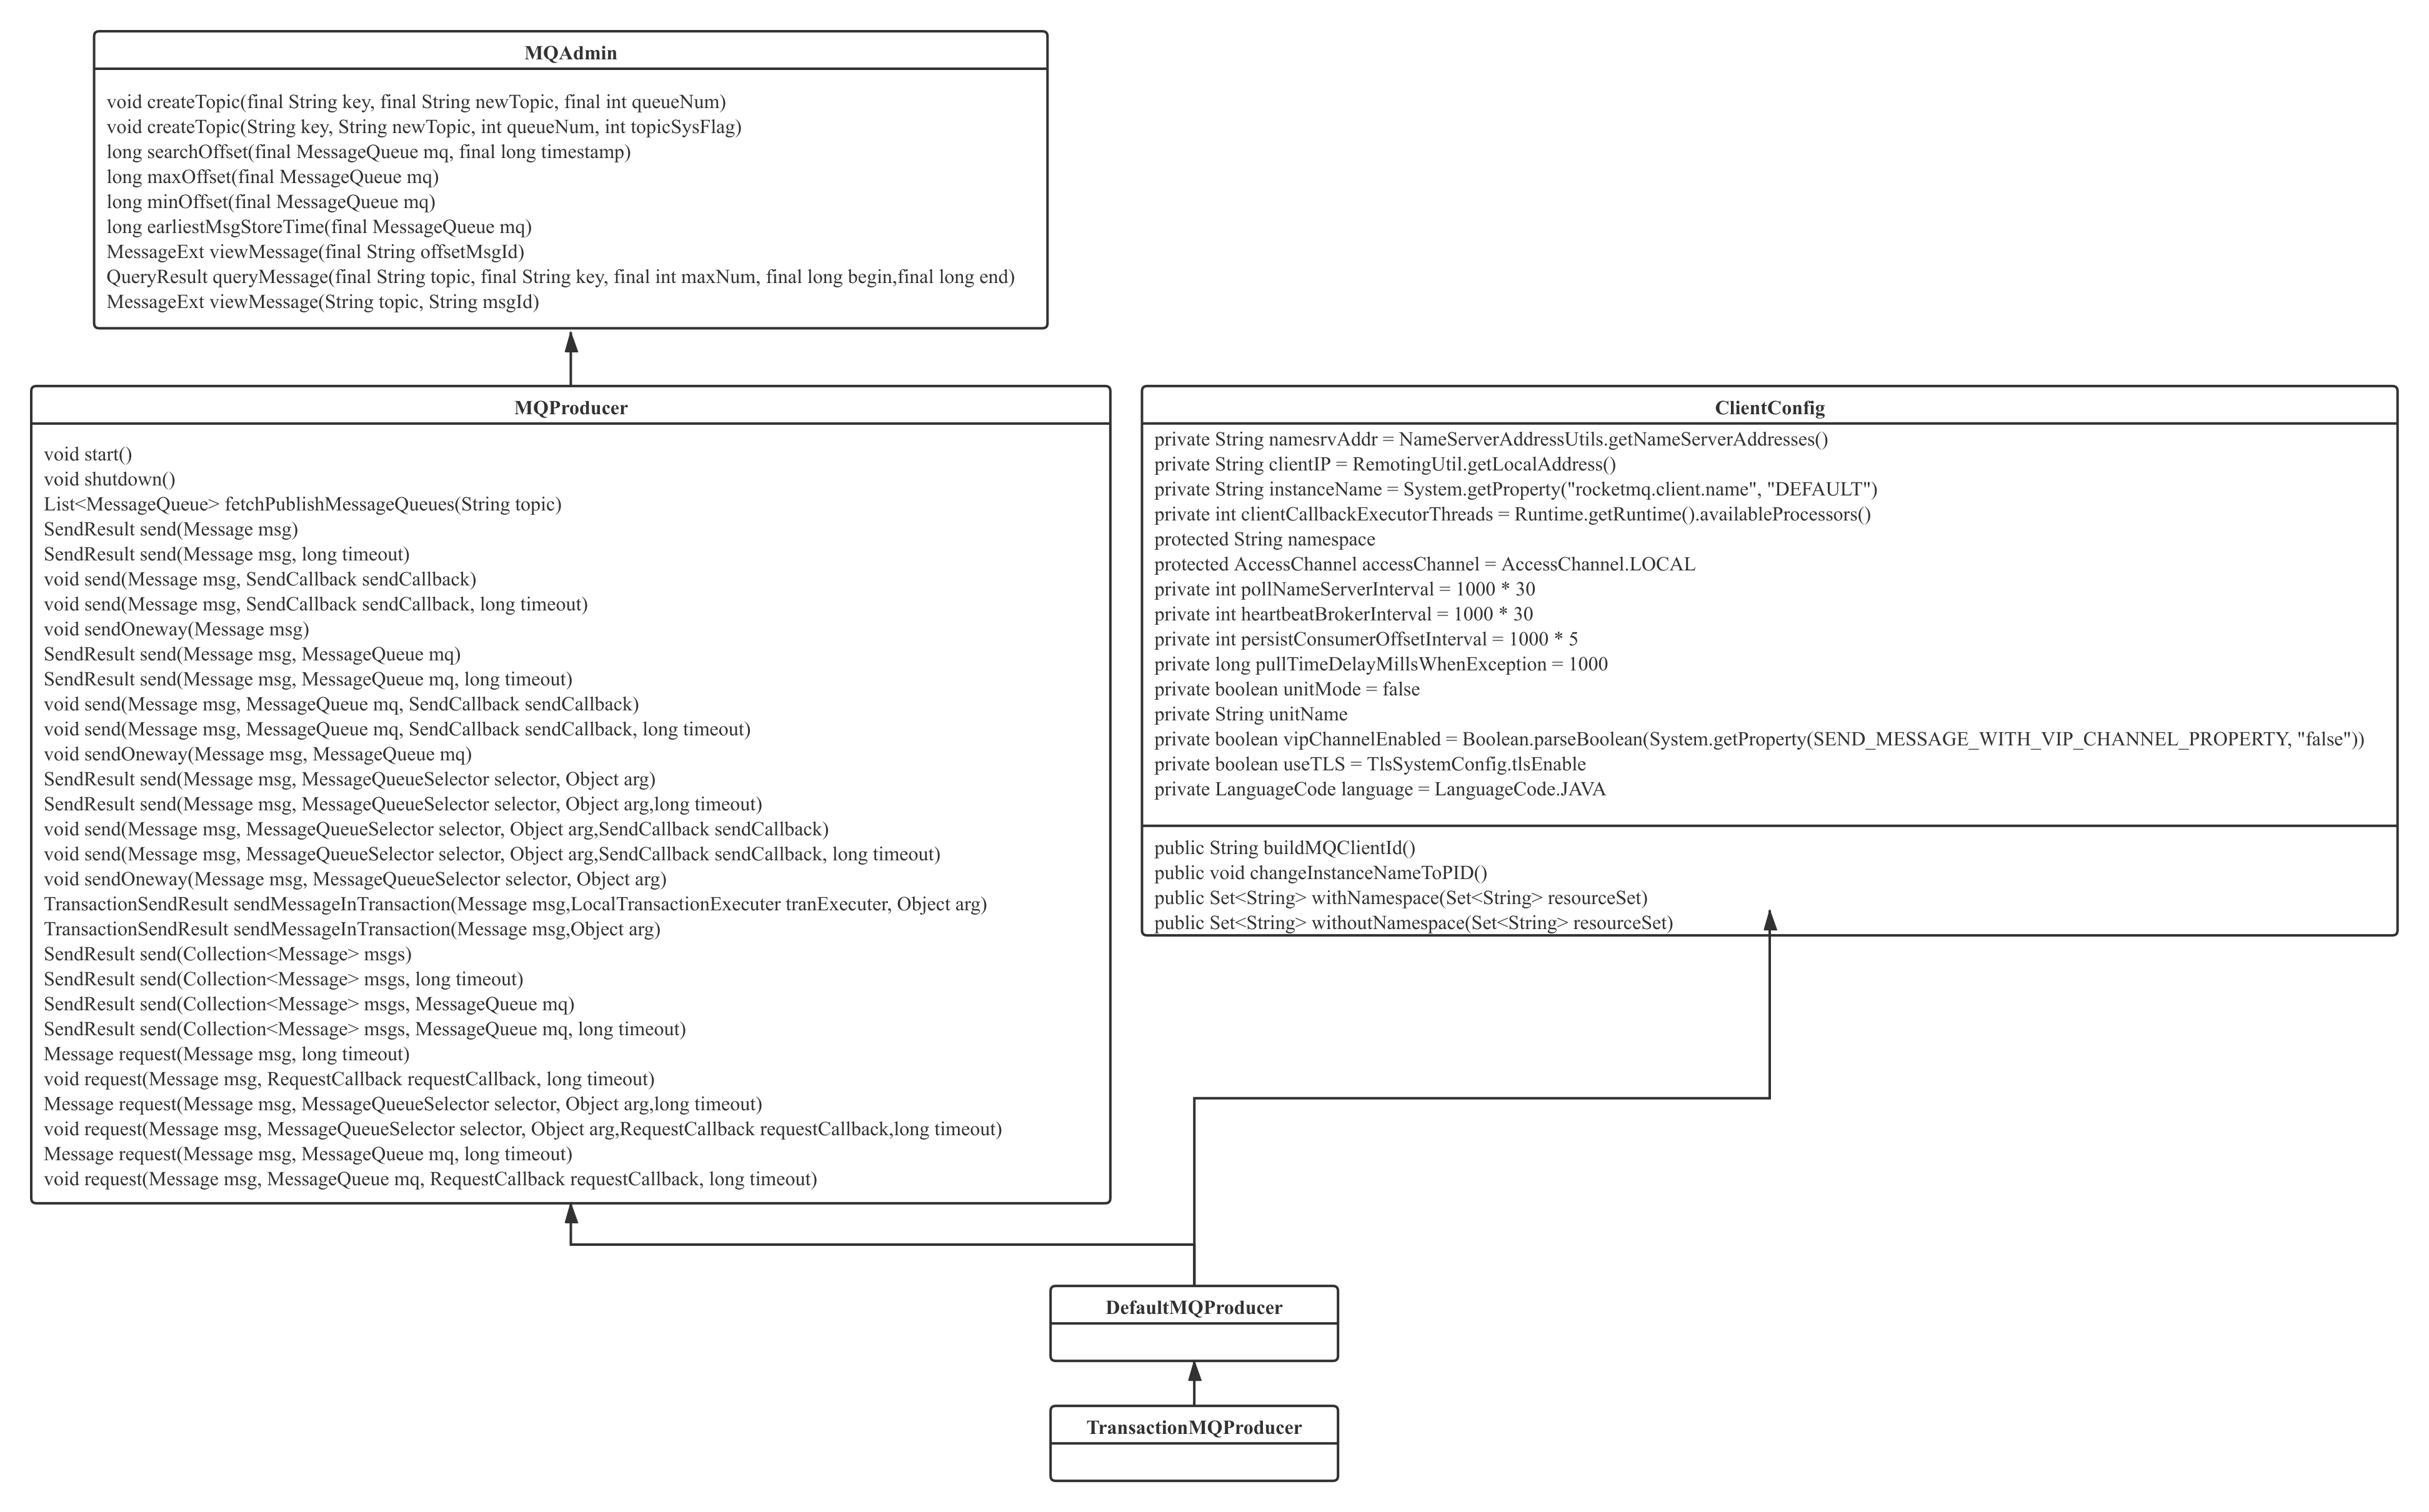 MQAdmin
void createTopic(final String key, final String newTopic, final int queueNum)
void createTopic(String key, String newTopic, int queueNum, int topicSysFlag)
long searchOffset(final MessageQueue mq, final long timestamp)
long maxOffset(final MessageQueue mq)
long minOffset(final MessageQueue mq)
long earliestMsgStoreTime(final MessageQueue mq)
MessageExt viewMessage(final String offsetMsgId)
QueryResult queryMessage(final String topic, final String key, final int maxNum, final long begin,final long end)
MessageExt viewMessage(String topic, String msgId)
MQProducer
void start()
void shutdown()
List<MessageQueue> fetchPublishMessageQueues(String topic)
SendResult send(Message msg)
SendResult send(Message msg, long timeout)
void send(Message msg, SendCallback sendCallback)
void send(Message msg, SendCallback sendCallback, long timeout)
void sendOneway(Message msg)
SendResult send(Message msg, MessageQueue mq)
SendResult send(Message msg, MessageQueue mq, long timeout)
void send(Message msg, MessageQueue mq, SendCallback sendCallback)
void send(Message msg, MessageQueue mq, SendCallback sendCallback, long timeout)
void sendOneway(Message msg, MessageQueue mq)
SendResult send(Message msg, MessageQueueSelector selector, Object arg)
SendResult send(Message msg, MessageQueueSelector selector, Object arg,long timeout)
void send(Message msg, MessageQueueSelector selector, Object arg,SendCallback sendCallback)
void send(Message msg, MessageQueueSelector selector, Object arg,SendCallback sendCallback, long timeout)
void sendOneway(Message msg, MessageQueueSelector selector, Object arg)
TransactionSendResult sendMessageInTransaction(Message msg,LocalTransactionExecuter tranExecuter, Object arg)
TransactionSendResult sendMessageInTransaction(Message msg,Object arg)
SendResult send(Collection<Message> msgs)
SendResult send(Collection<Message> msgs, long timeout)
SendResult send(Collection<Message> msgs, MessageQueue mq)
SendResult send(Collection<Message> msgs, MessageQueue mq, long timeout)
Message request(Message msg, long timeout)
void request(Message msg, RequestCallback requestCallback, long timeout)
Message request(Message msg, MessageQueueSelector selector, Object arg,long timeout)
void request(Message msg, MessageQueueSelector selector, Object arg,RequestCallback requestCallback,long timeout)
Message request(Message msg, MessageQueue mq, long timeout)
void request(Message msg, MessageQueue mq, RequestCallback requestCallback, long timeout)
ClientConfig
private String namesrvAddr = NameServerAddressUtils.getNameServerAddresses()
private String clientIP = RemotingUtil.getLocalAddress()
private String instanceName = System.getProperty("rocketmq.client.name", "DEFAULT")
private int clientCallbackExecutorThreads = Runtime.getRuntime().availableProcessors()
protected String namespace
protected AccessChannel accessChannel = AccessChannel.LOCAL
private int pollNameServerInterval = 1000 * 30
private int heartbeatBrokerInterval = 1000 * 30
private int persistConsumerOffsetInterval = 1000 * 5
private long pullTimeDelayMillsWhenException = 1000
private boolean unitMode = false
private String unitName
private boolean vipChannelEnabled = Boolean.parseBoolean(System.getProperty(SEND_MESSAGE_WITH_VIP_CHANNEL_PROPERTY, "false"))
private boolean useTLS = TlsSystemConfig.tlsEnable
private LanguageCode language = LanguageCode.JAVA
public String buildMQClientId()
public void changeInstanceNameToPID()
public Set<String> withNamespace(Set<String> resourceSet)
public Set<String> withoutNamespace(Set<String> resourceSet)
DefaultMQProducer
TransactionMQProducer